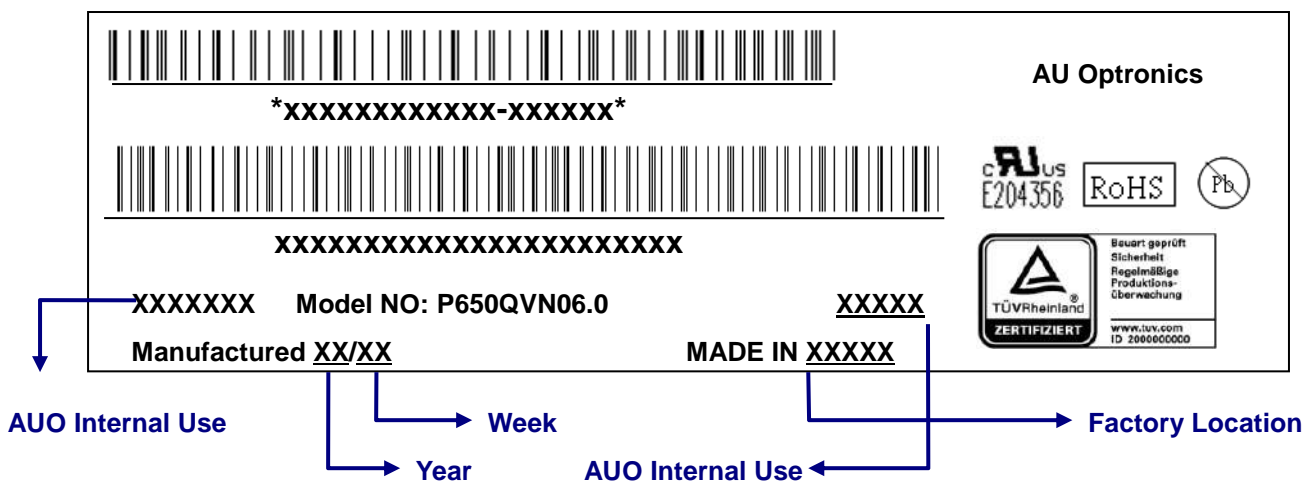 AU Optronics
*xxxxxxxxxxxx-xxxxxx*
c us
E204356
RoHS
Pb
xxxxxxxxxxxxxxxxxxxxxxx
Bauart geprüft
Sicherheit
Regelmäßige
Produktions-
überwachung
TÜVRheinland®
ZERTIFIZIERT
www.tuv.com
ID 2000000000
XXXXXXX Model NO: P650QVN06.0 XXXXX
Manufactured XX/XX MADE IN XXXXX
AUO Internal Use
Week
Factory Location
Year
AUO Internal Use